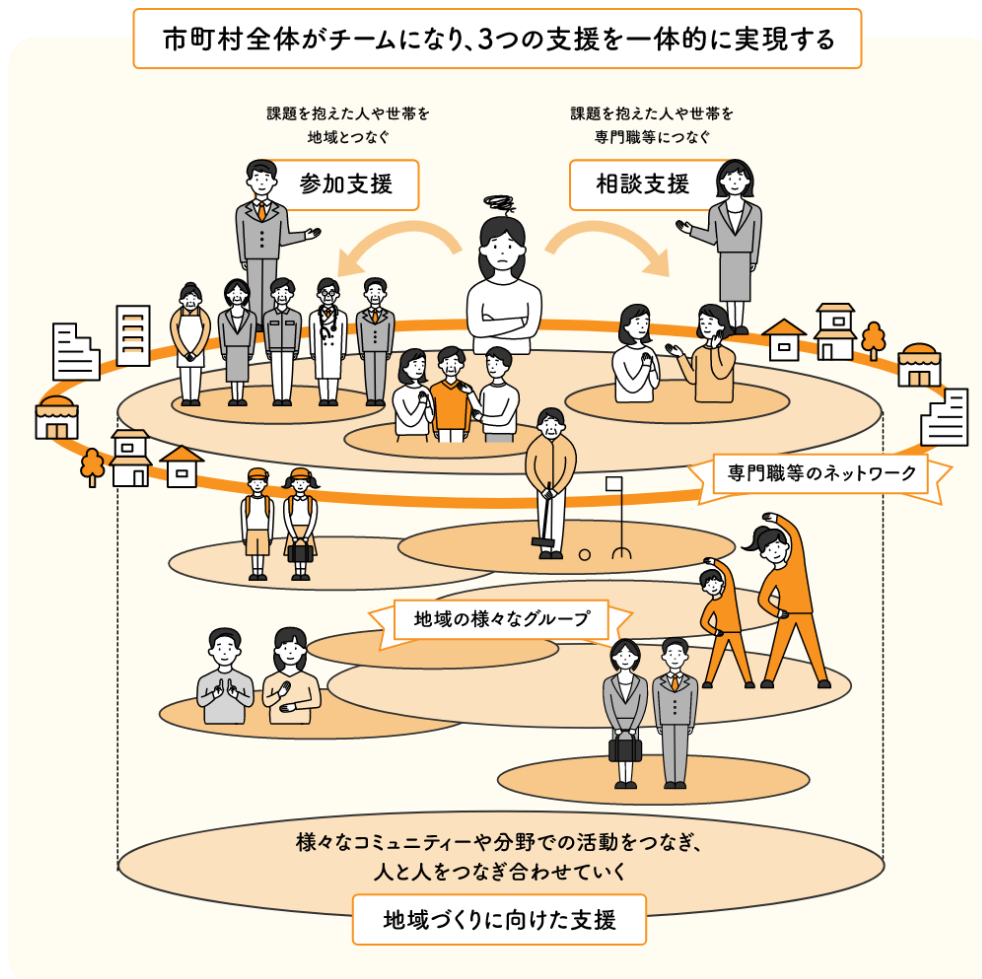 市町村全体がチームになり、3つの支援を一体的に実現する
課題を抱えた人や世帯を
地域とつなぐ
参加支援
課題を抱えた人や世帯を
専門職等につなぐ
相談支援
専門職等のネットワーク
地域の様々なグループ
様々なコミュニティーや分野での活動をつなぎ、
人と人をつなぎ合わせていく
地域づくりに向けた支援